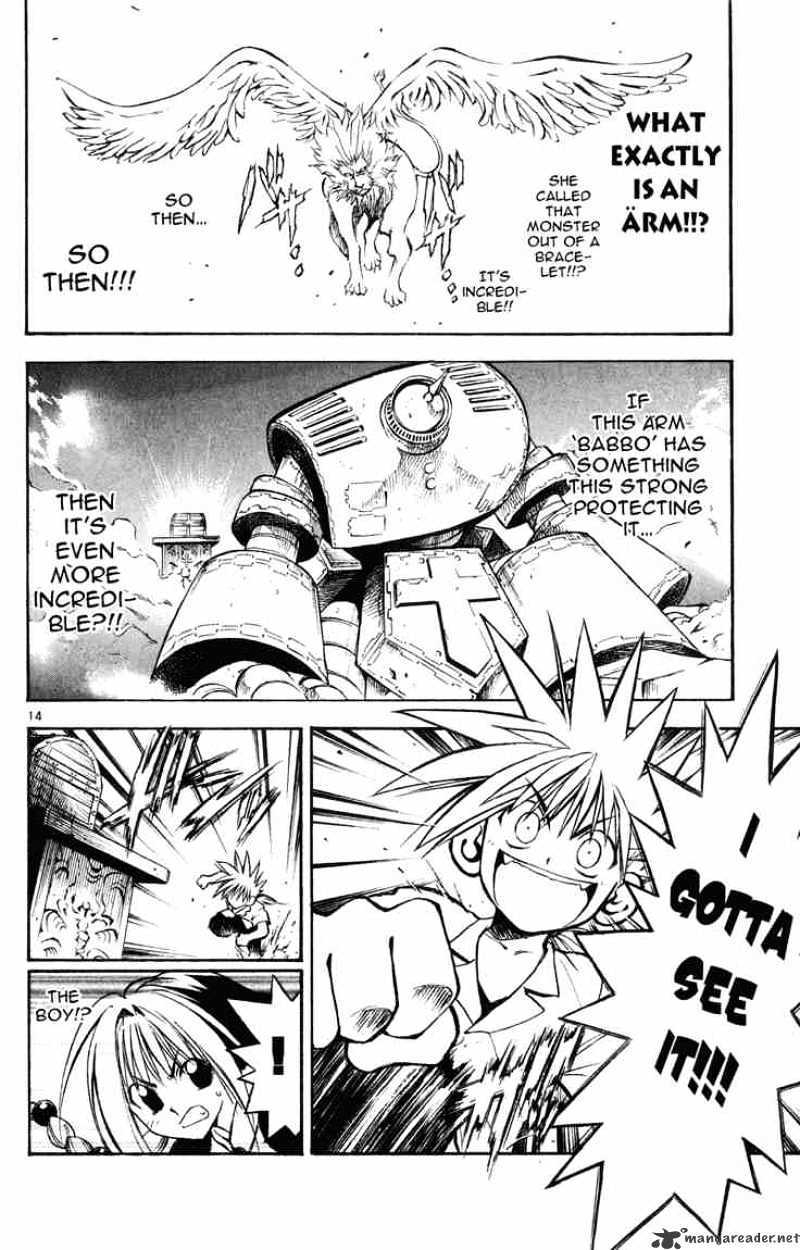 WHAT
EXACTLY
IS AN
ÄRM!!!?
SHE
CALLED
THAT
MONSTER
OUT OF A
BRACE-
LET!!?
IT'S
INCREDI-
BLE!!
SO
THEN...
SO
THEN!!!
IF
THIS ÄRM
'BABBO' HAS
SOMETHING
THIS STRONG
PROTECTING
IT...
THEN
IT'S
EVEN
MORE
INCREDI-
BLE?!!
14
I
GOTTA
SEE
IT!!!
!
THE
BOY!?
mangareader.net